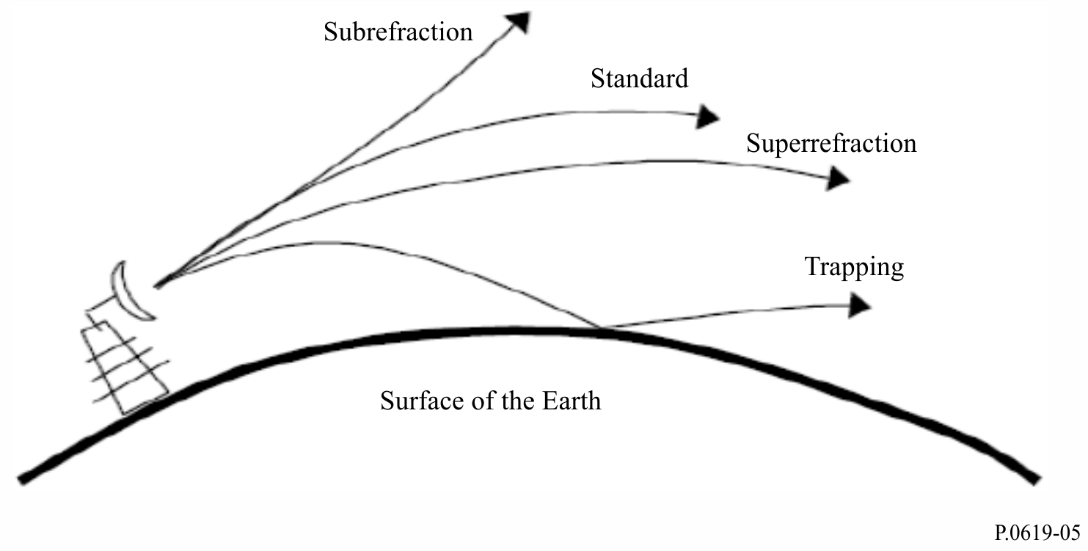 Subrefraction
Standard
Superrefraction
Trapping
Surface of the Earth
P.0619-05